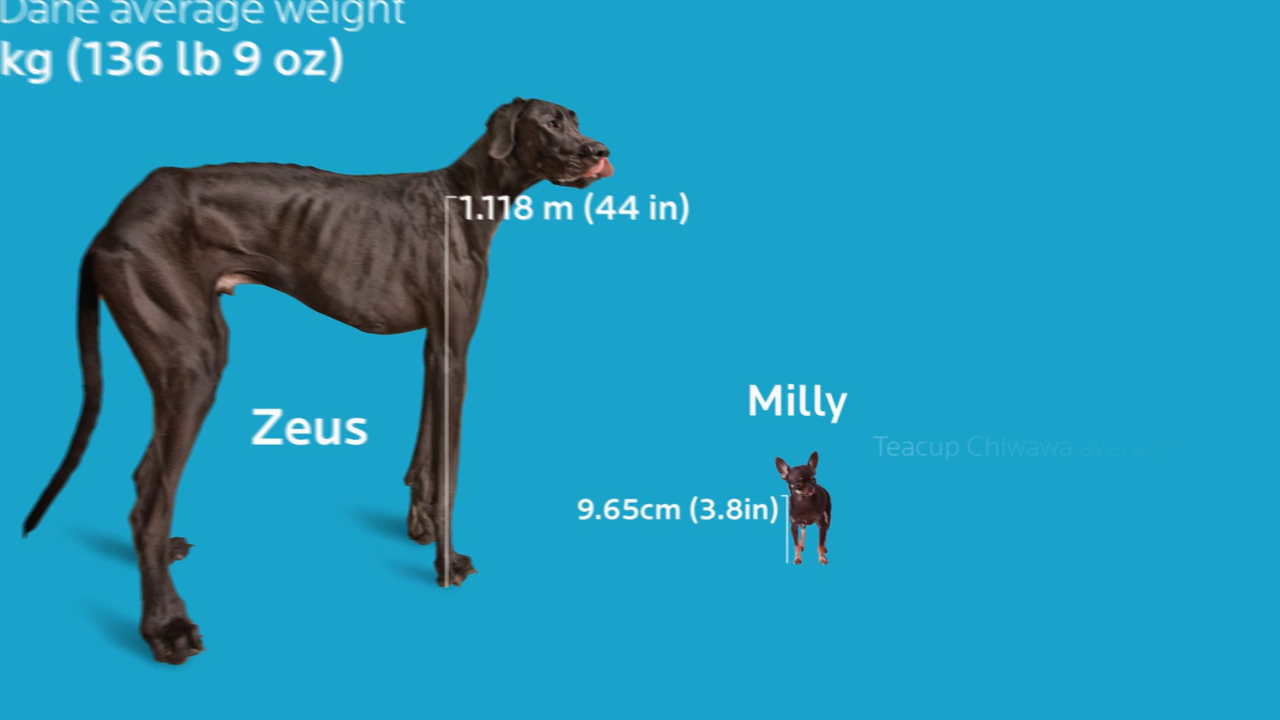 Dane average weight
kg (136 lb 9 oz)
1.118 m (44 in)
Zeus
Milly
Teacup Chiwawa
9.65cm (3.8in)